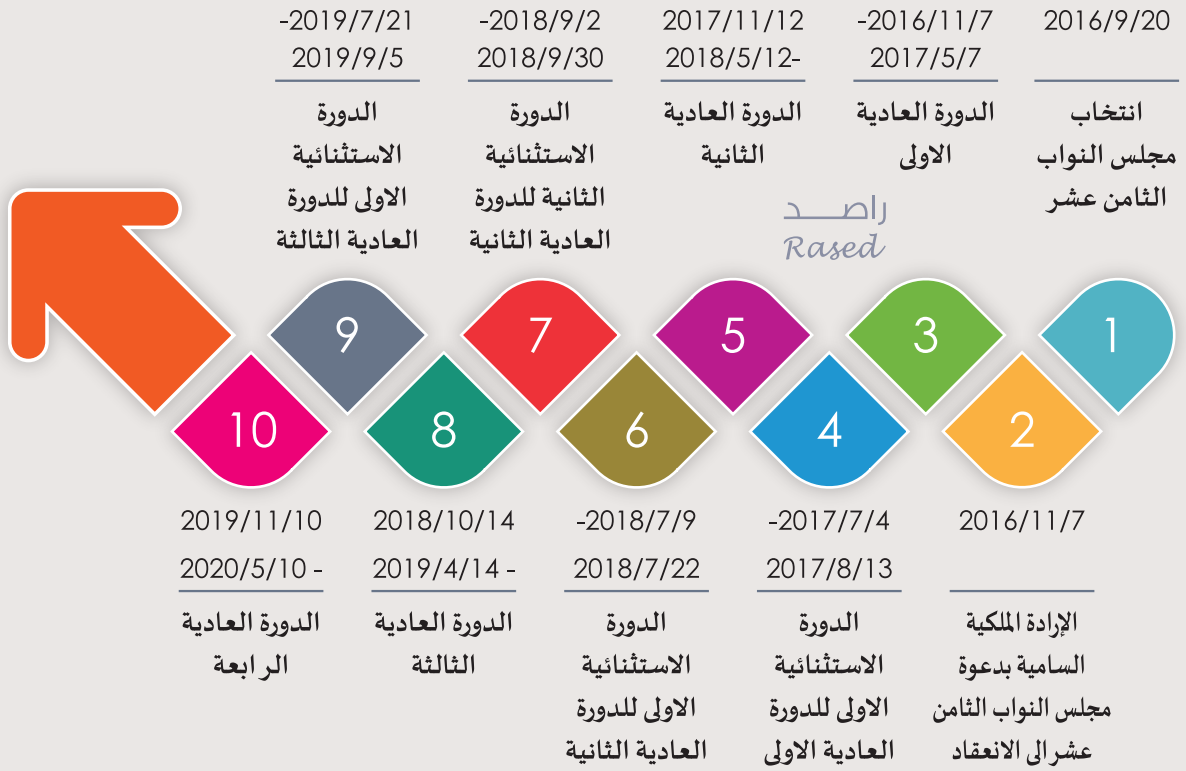 2016/9/20
انتخاب
مجلس النواب
الثامن عشر
1
2
2016/11/7
الإرادة الملكية
السامية بدعوة
مجلس النواب الثامن
عشر الى الانعقاد
-2016/11/7
2017/5/7
الدورة العادية
الاولى
راصد
Rased
3
4
-2017/7/4
2017/8/13
الدورة
الاستثنائية
الاولى للدورة
العادية الاولى
2017/11/12
2018/5/12-
الدورة العادية
الثانية
5
6
-2018/7/9
2018/7/22
الدورة
الاستثنائية
الاولى للدورة
العادية الثانية
-2018/9/2
2018/9/30
الدورة
الاستثنائية
الثانية للدورة
العادية الثانية
7
8
2018/10/14
2019/4/14 -
الدورة العادية
الثالثة
-2019/7/21
2019/9/5
الدورة
الاستثنائية
الاولى للدورة
العادية الثالثة
9
10
2019/11/10
2020/5/10 -
الدورة العادية
الرابعة